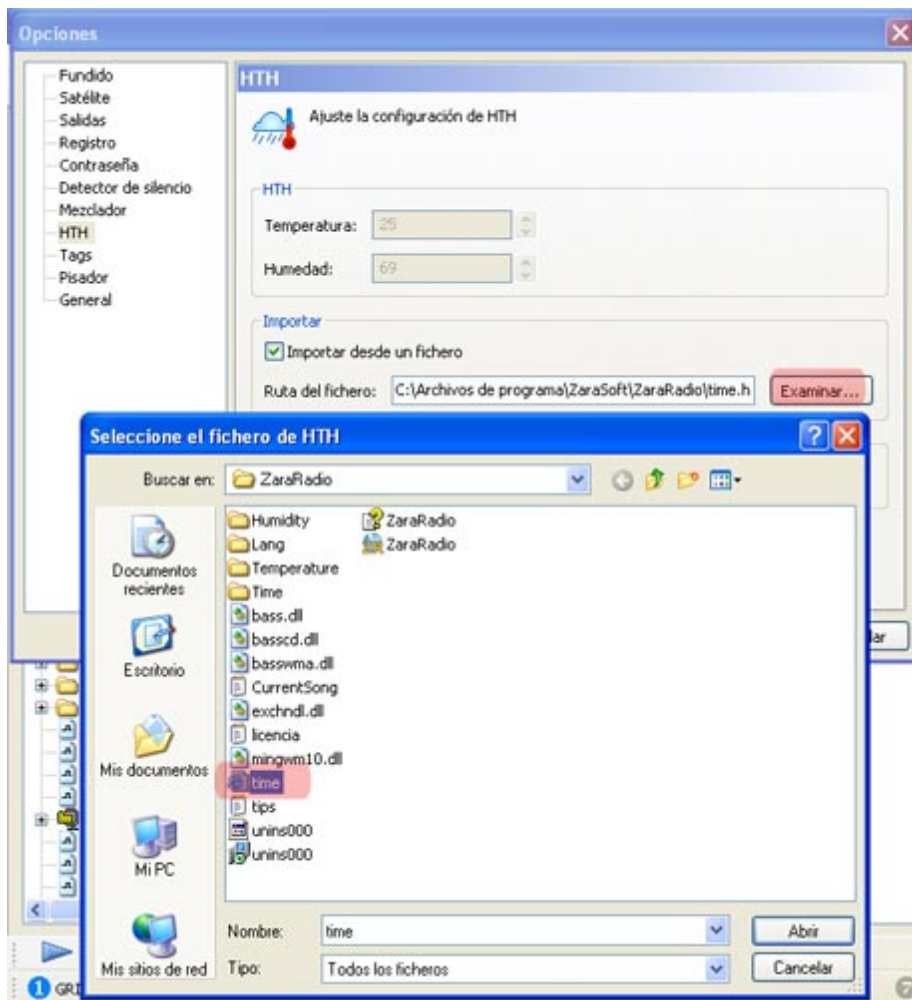 Opciones
Fundido
Satélite
Salidas
Registro
Contraseña
Detector de silencio
Mezclador
HTH
Tags
Pisador
General
HTH
Ajuste la configuración de HTH
HTH
Temperatura: 25
Humedad: 69
Importar
Importar desde un fichero
Ruta del fichero: C:\Archivos de programa\ZaraSoft\ZaraRadio\time.h Examinar...
Seleccione el fichero de HTH
Buscar en: ZaraRadio
Documentos recientes
Escritorio
Mis documentos
Mi PC
Mis sitios de red
Humidity
Lang
Temperature
Time
bass.dll
basscd.dll
basswma.dll
CurrentSong
exchndl.dll
licencia
mingwm10.dll
time
tips
unins000
unins000
ZaraRadio
ZaraRadio
Nombre: time Abrir
Tipo: Todos los ficheros Cancelar
1